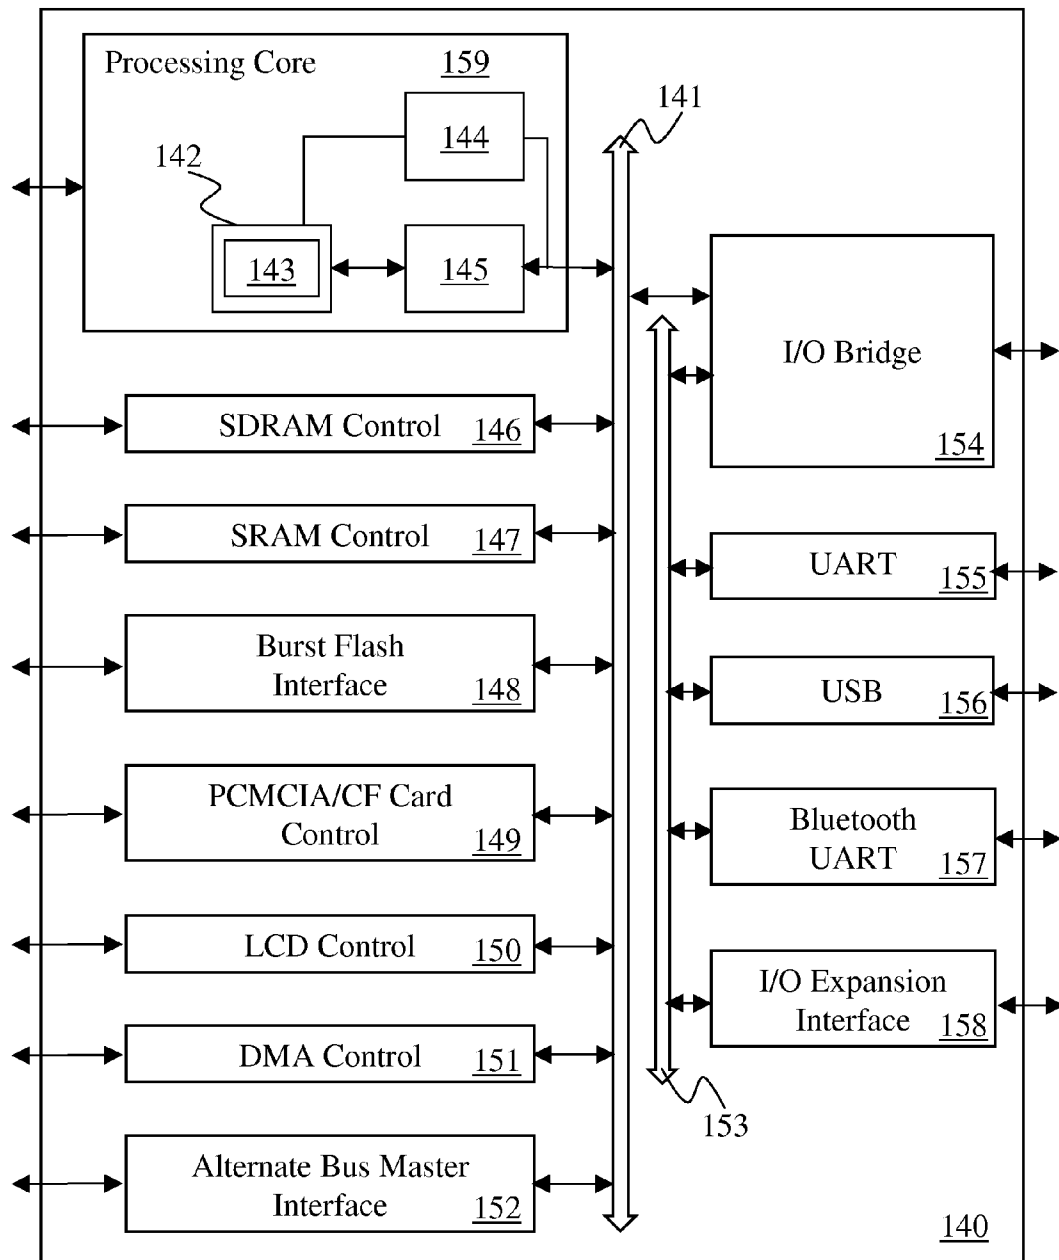 Processing Core
159
144
142
143
145
141
SDRAM Control
146
SRAM Control
147
Burst Flash
Interface
148
PCMCIA/CF Card
Control
149
LCD Control
150
DMA Control
151
Alternate Bus Master
Interface
152
I/O Bridge
154
UART
155
USB
156
Bluetooth
UART
157
I/O Expansion
Interface
158
153
140